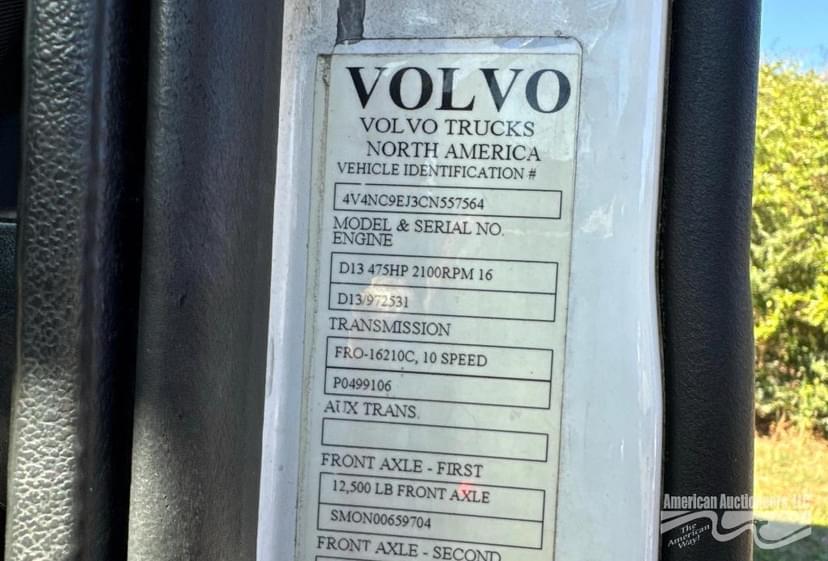 VOLVO
VOLVO TRUCKS
NORTH AMERICA
VEHICLE IDENTIFICATION #
4V4NC9EJ3CN557564
MODEL & SERIAL NO.
ENGINE
D13 475HP 2100RPM 16
D13/972531
TRANSMISSION
FRO-16210C, 10 SPEED
P0499106
AUX TRANS.
FRONT AXLE - FIRST
12,500 LB FRONT AXLE
SMON00659704
FRONT AXLE - SECOND
American Auctioneers, LLC
The
American
Way!